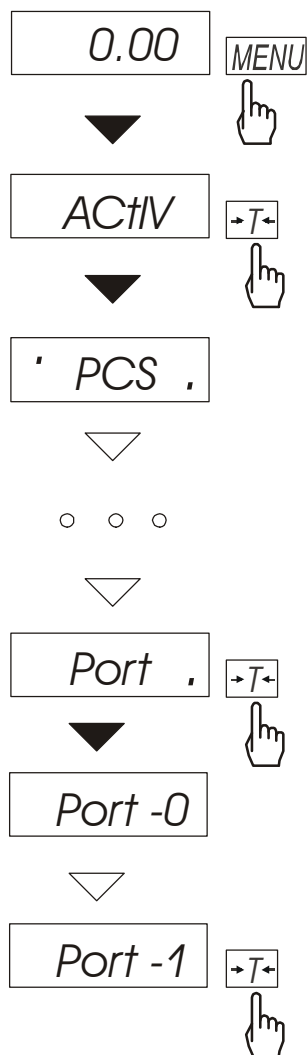 0.00 MENU
ACtIV →T←
' PCS .
Port . →T←
Port -0
Port -1 →T←